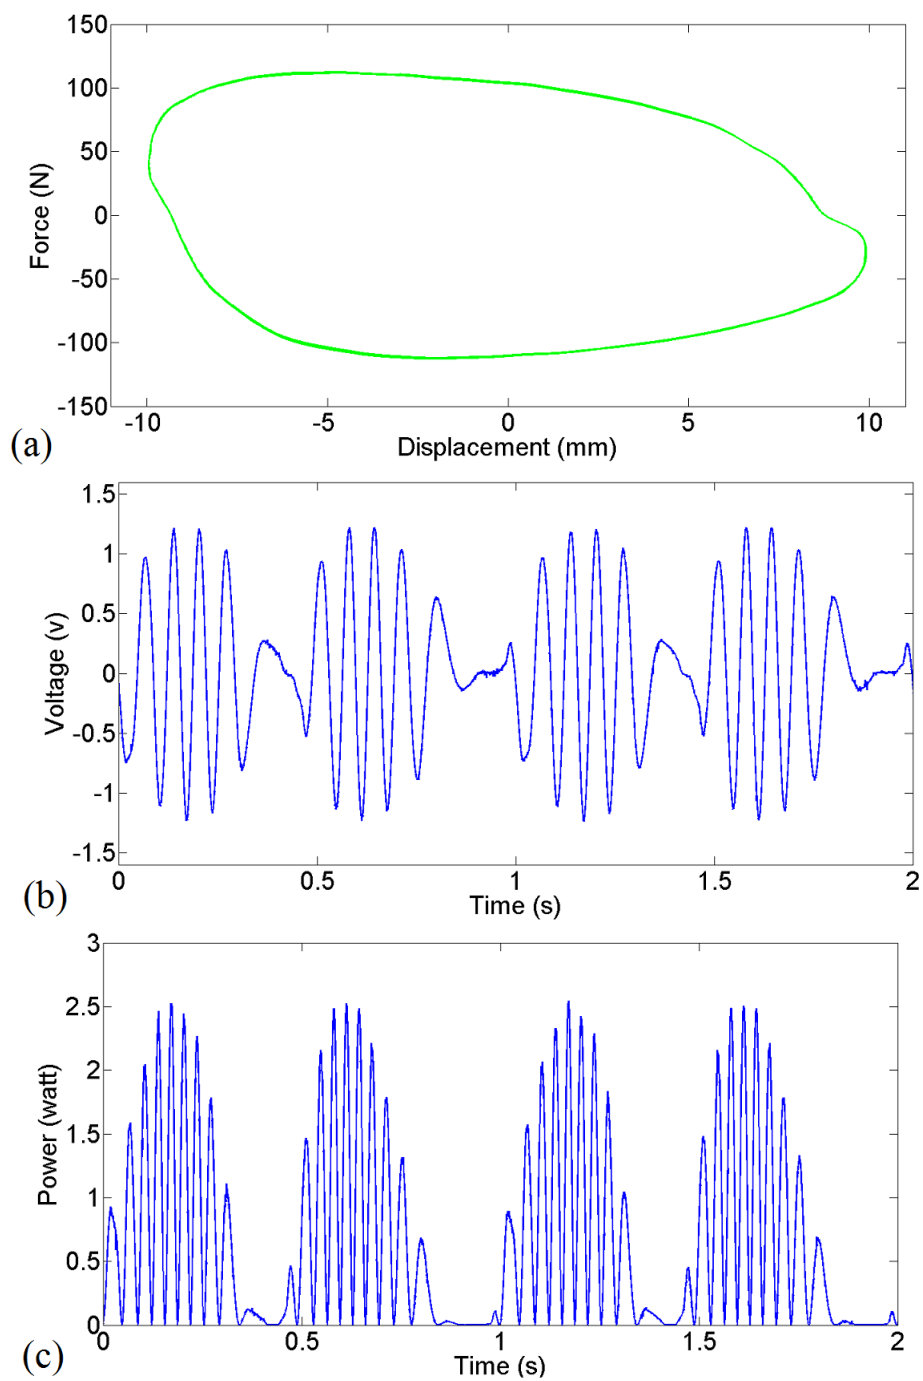 150
100
50
0
-50
-100
-150
Force (N)
-10 -5 0 5 10
Displacement (mm)
(a)
1.5
1
0.5
0
-0.5
-1
-1.5
Voltage (v)
0 0.5 1 1.5 2
Time (s)
(b)
3
2.5
2
1.5
1
0.5
0
Power (watt)
0 0.5 1 1.5 2
Time (s)
(c)